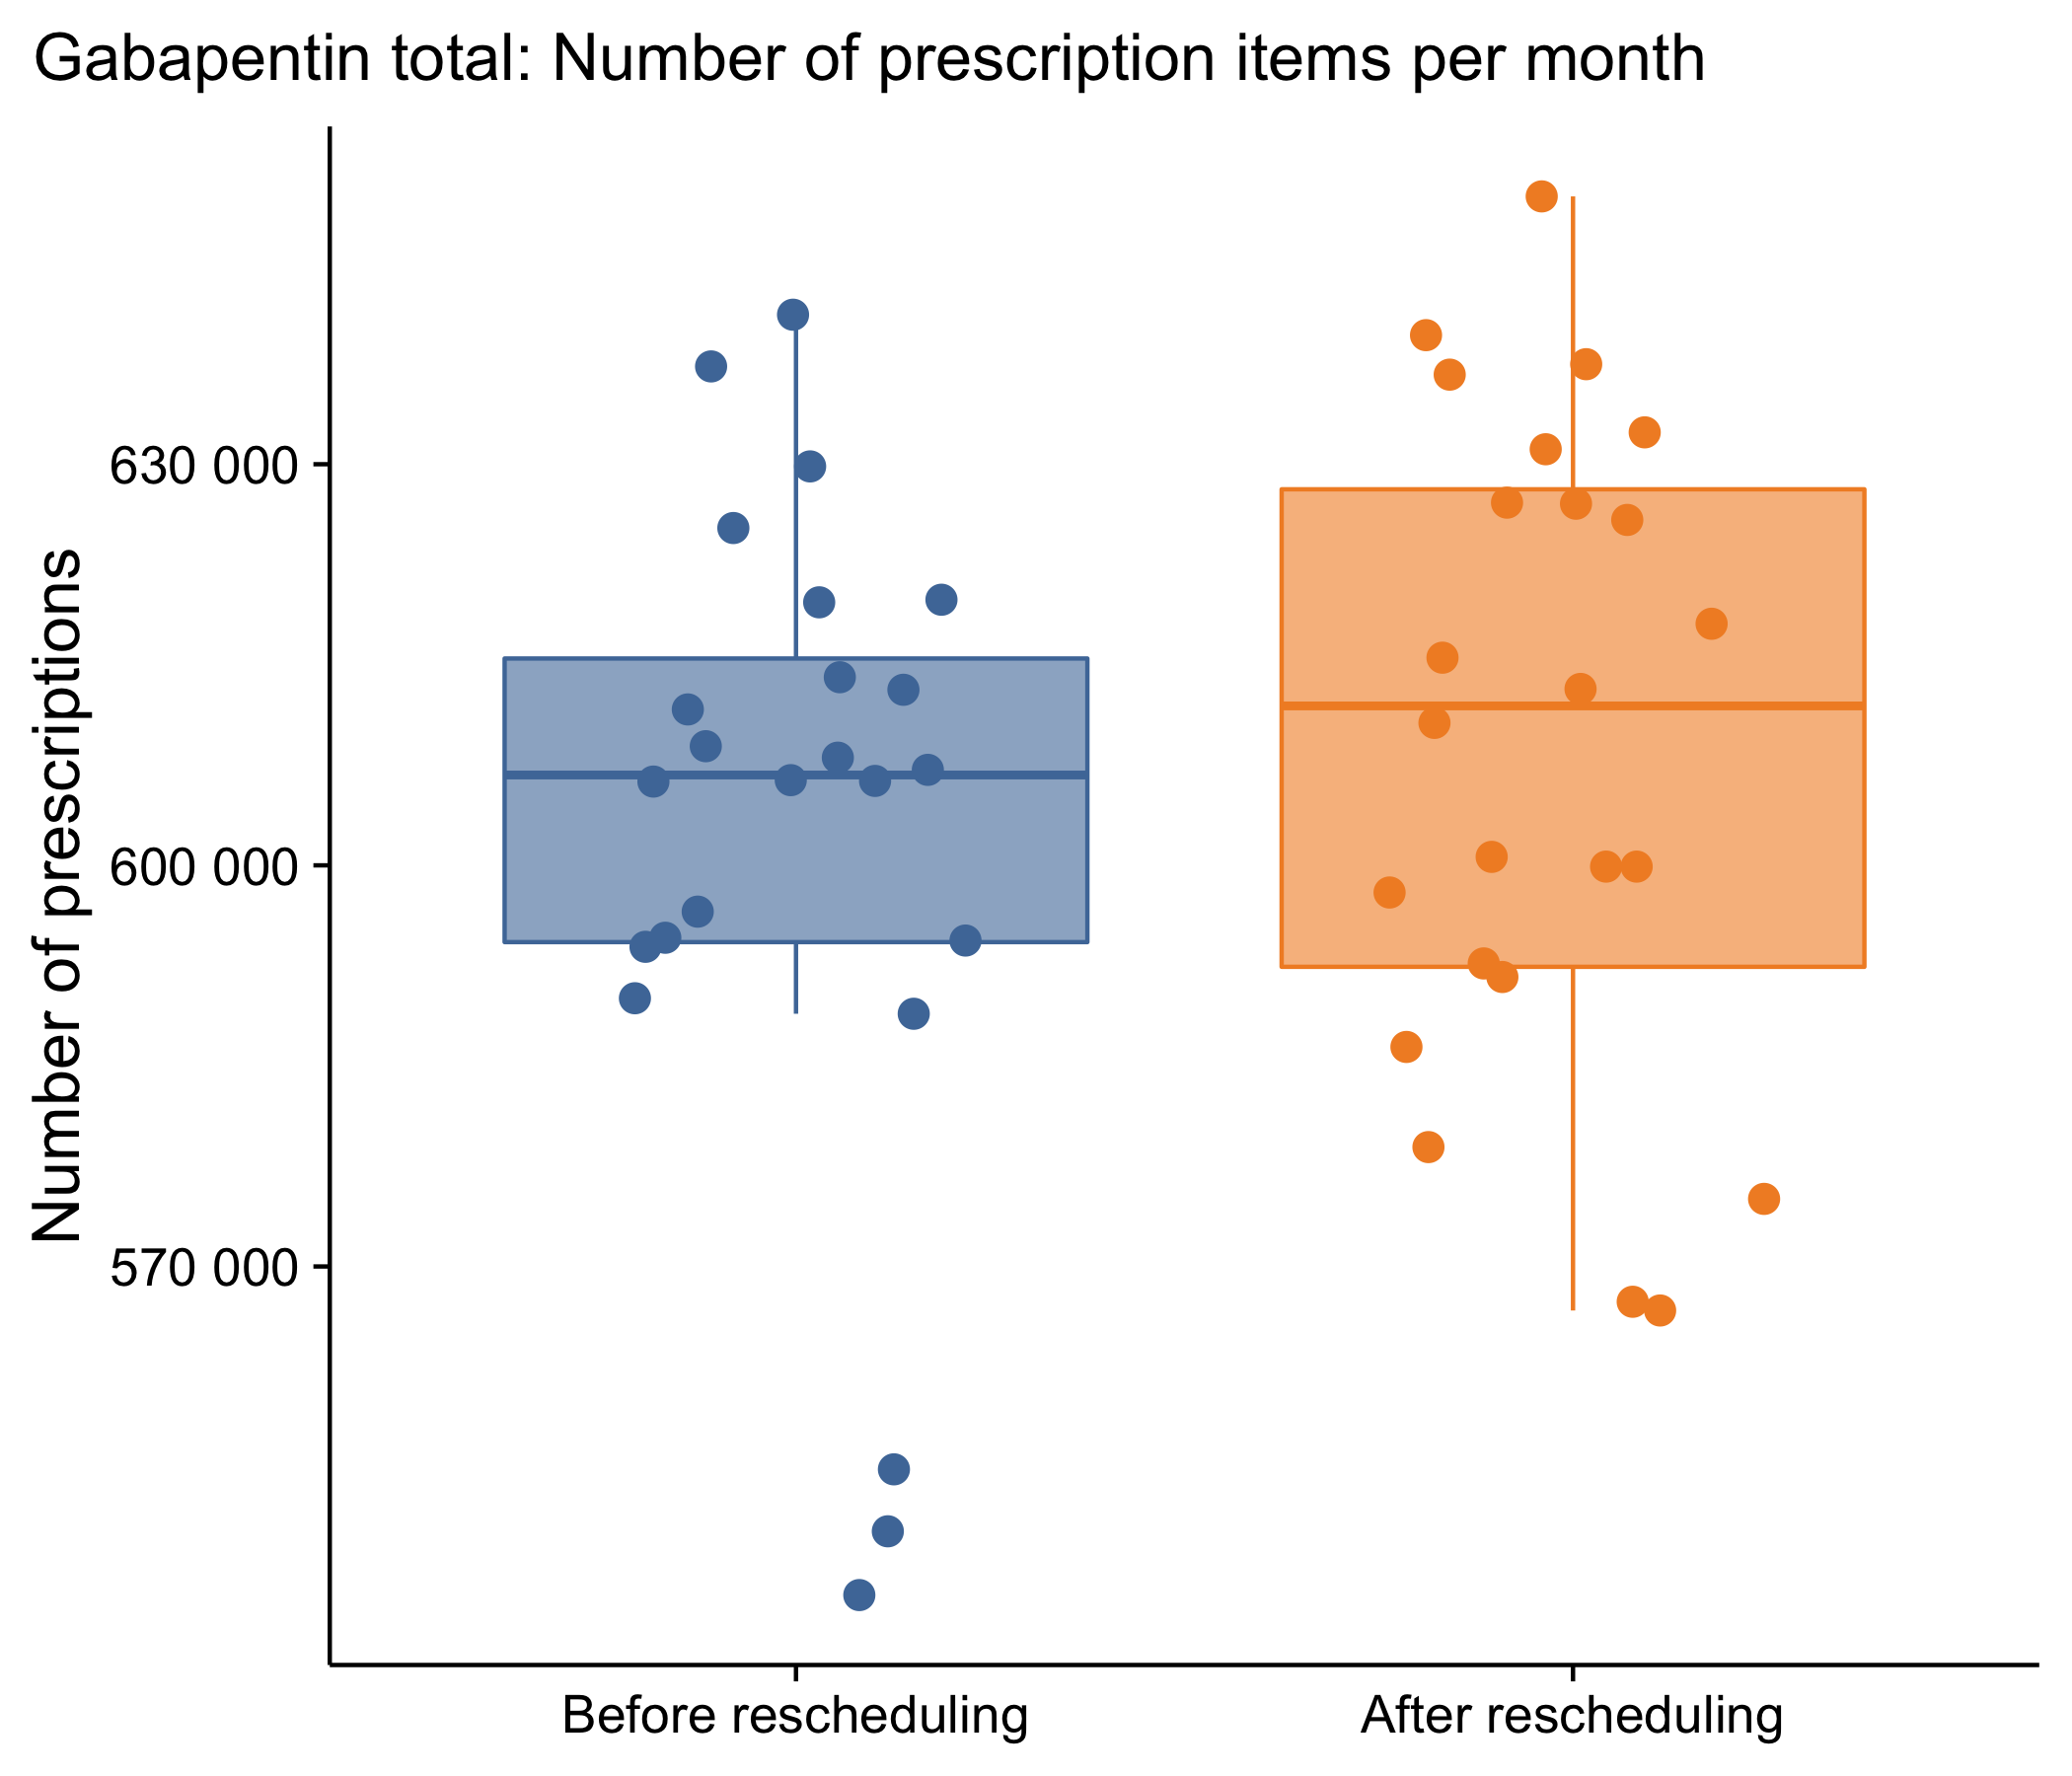 Gabapentin total: Number of prescription items per month
Number of prescriptions
630 000
600 000
570 000
Before rescheduling
After rescheduling